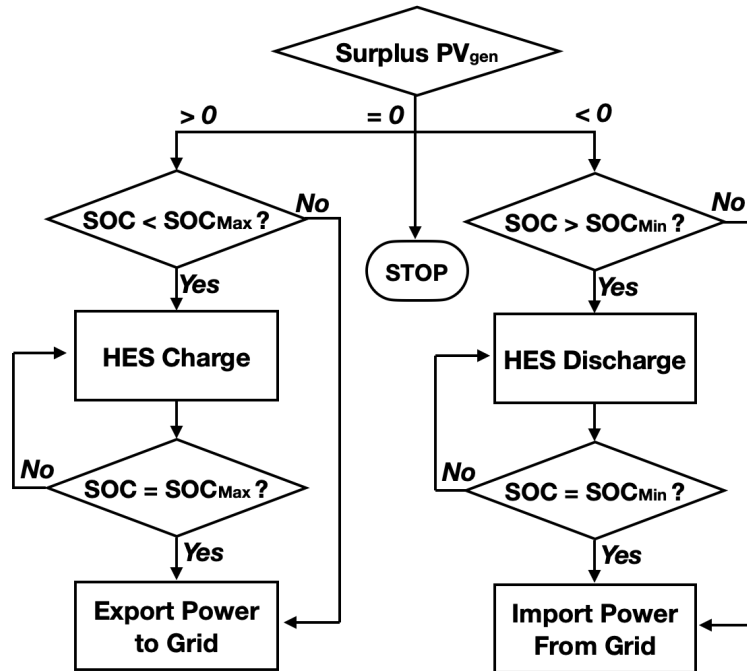 Surplus PVgen
> 0
= 0
< 0
SOC < SOCMax ?
No
SOC > SOCMin ?
No
STOP
Yes
Yes
HES Charge
HES Discharge
No
SOC = SOCMax ?
No
SOC = SOCMin ?
Yes
Yes
Export Power
to Grid
Import Power
From Grid